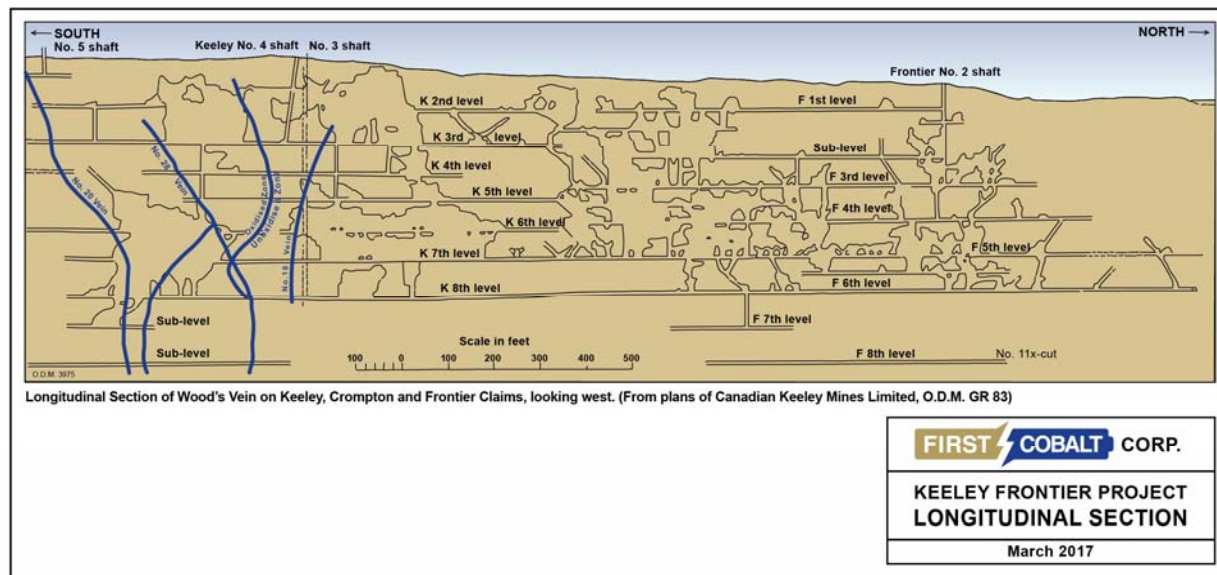 ← SOUTH
NORTH →
No. 5 shaft
Keeley No. 4 shaft
No. 3 shaft
Frontier No. 2 shaft
K 2nd level
F 1st level
K 3rd level
Sub-level
K 4th level
F 3rd level
K 5th level
F 4th level
K 6th level
F 5th level
K 7th level
F 6th level
K 8th level
No. 20 Vein
No. 28 Vein
Oxidised Zone
Unoxidise d Zone
No. 16 Vein
Sub-level
F 7th level
Sub-level
F 8th level
No. 11x-cut
Scale in feet
100 0 100 200 300 400 500
O.D.M. 3975
Longitudinal Section of Wood's Vein on Keeley, Crompton and Frontier Claims, looking west. (From plans of Canadian Keeley Mines Limited, O.D.M. GR 83)
FIRST COBALT CORP.
KEELEY FRONTIER PROJECT
LONGITUDINAL SECTION
March 2017